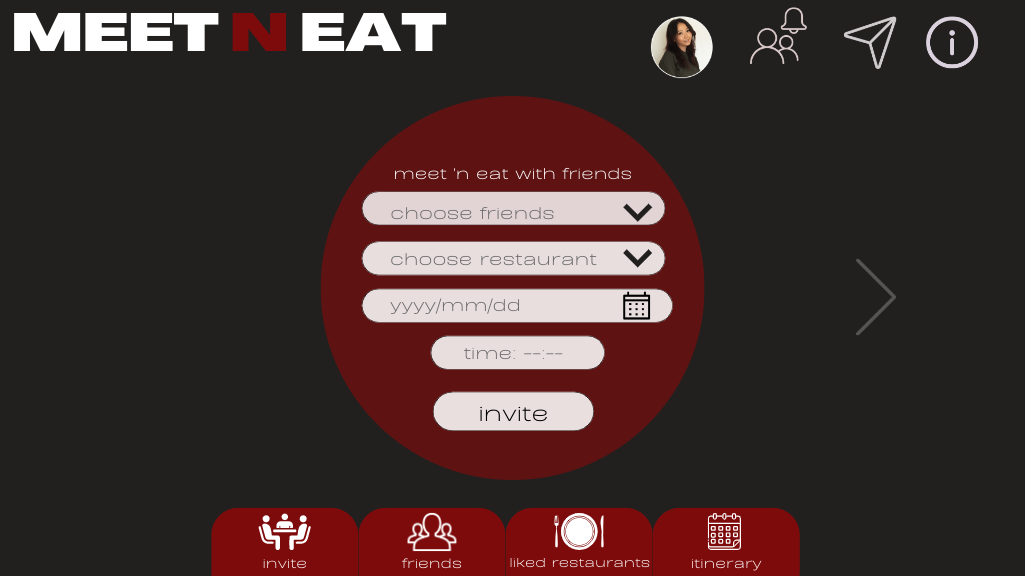 MEET N EAT
meet 'n eat with friends
choose friends
choose restaurant
yyyy/mm/dd
time: --:--
invite
invite
friends
liked restaurants
itinerary